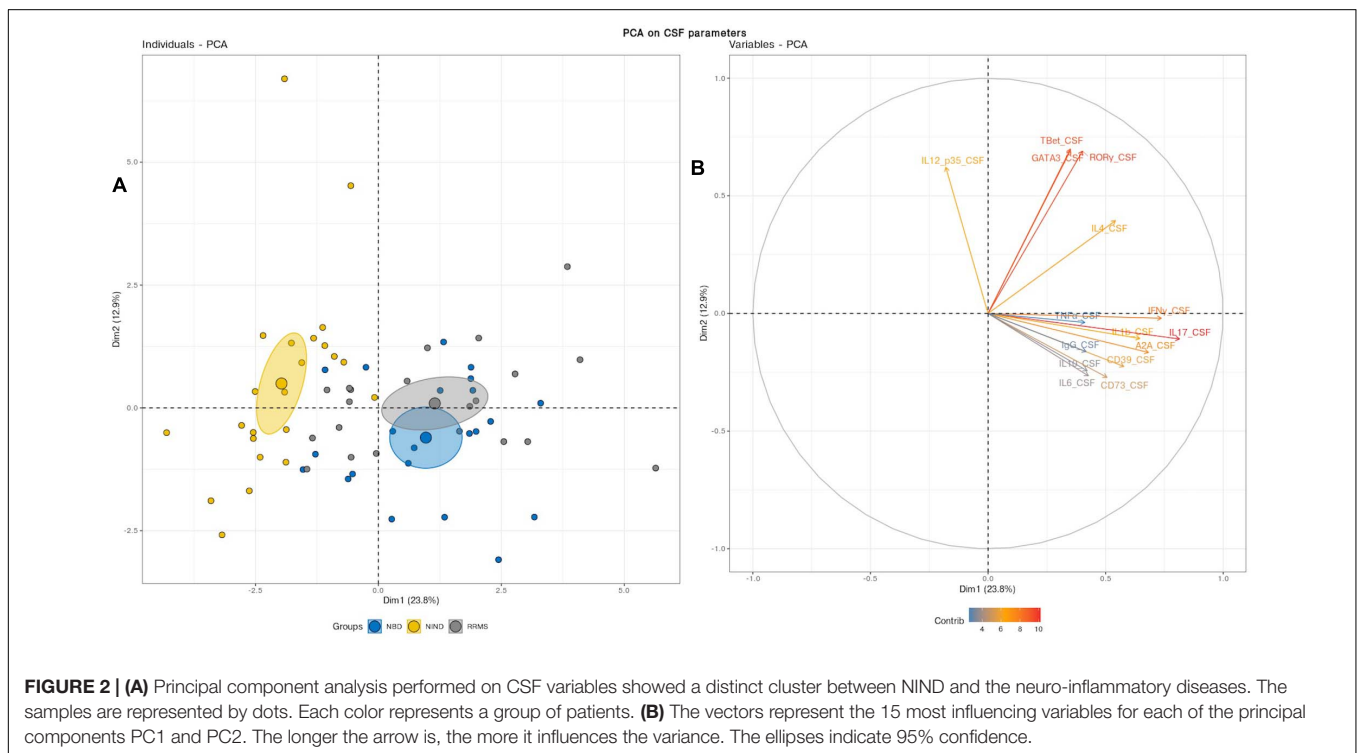 PCA on CSF parameters
Individuals - PCA
A
5.0
2.5
0.0
-2.5
Dim2 (12.9%)
-2.5
0.0
2.5
5.0
Dim1 (23.8%)
Groups NBD NIND RRMS
Variables - PCA
B
1.0
0.5
0.0
-0.5
-1.0
Dim2 (12.9%)
TBet_CSF
GATA3_CSF
RORγ_CSF
IL12_p35_CSF
IL4_CSF
IFNγ_CSF
TNFα_CSF
IL1b_CSF
IL17_CSF
IgG_CSF
A2A_CSF
CD39_CSF
IL10_CSF
IL6_CSF
CD73_CSF
-1.0
-0.5
0.0
0.5
1.0
Dim1 (23.8%)
Contrib
4 6 8 10
FIGURE 2 | (A) Principal component analysis performed on CSF variables showed a distinct cluster between NIND and the neuro-inflammatory diseases. The
samples are represented by dots. Each color represents a group of patients. (B) The vectors represent the 15 most influencing variables for each of the principal
components PC1 and PC2. The longer the arrow is, the more it influences the variance. The ellipses indicate 95% confidence.